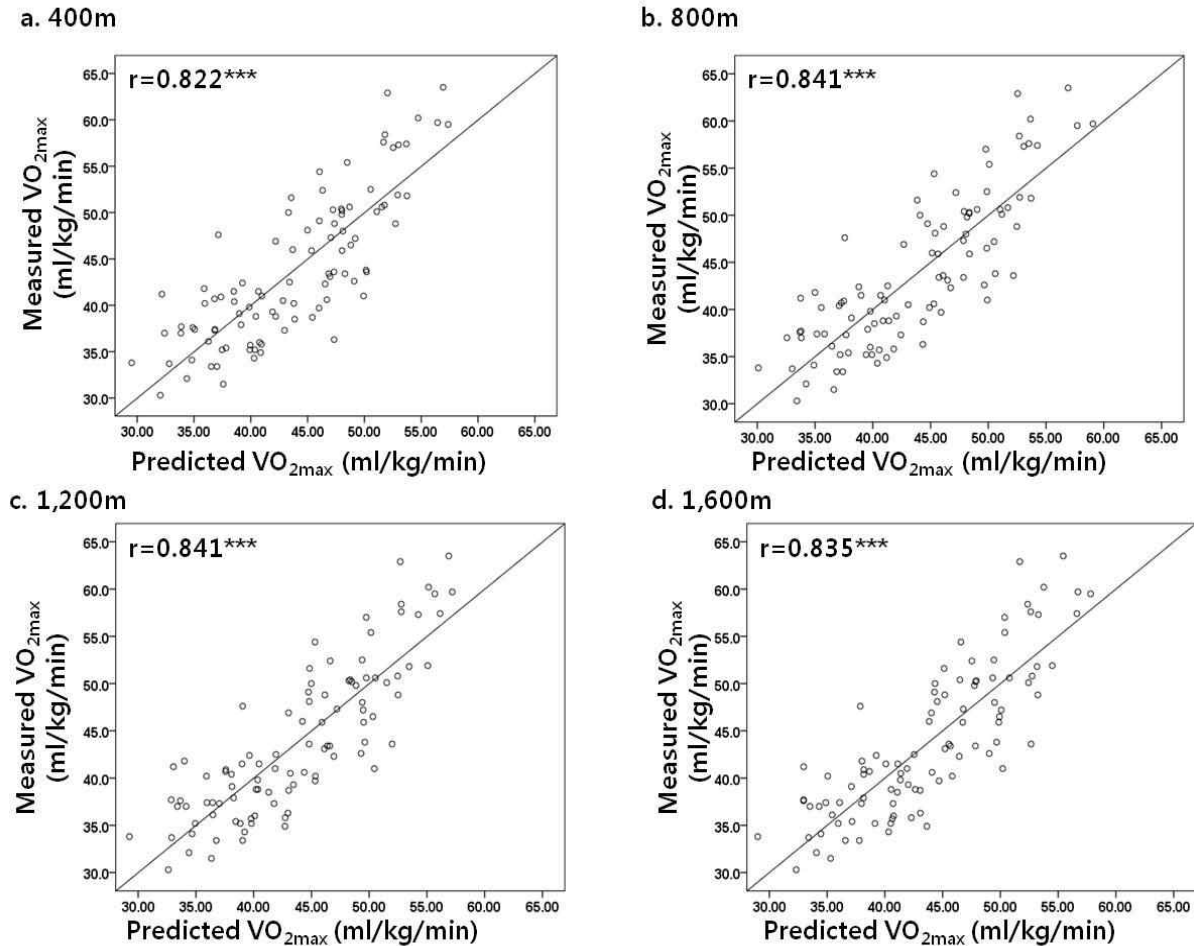 a. 400m
r=0.822***
65.0
60.0
55.0
50.0
45.0
40.0
35.0
30.0
Measured VO2max
(ml/kg/min)
30.00 35.00 40.00 45.00 50.00 55.00 60.00 65.00
Predicted VO2max (ml/kg/min)
b. 800m
r=0.841***
65.0
60.0
55.0
50.0
45.0
40.0
35.0
30.0
Measured VO2max
(ml/kg/min)
30.00 35.00 40.00 45.00 50.00 55.00 60.00 65.00
Predicted VO2max (ml/kg/min)
c. 1,200m
r=0.841***
65.0
60.0
55.0
50.0
45.0
40.0
35.0
30.0
Measured VO2max
(ml/kg/min)
30.00 35.00 40.00 45.00 50.00 55.00 60.00 65.00
Predicted VO2max (ml/kg/min)
d. 1,600m
r=0.835***
65.0
60.0
55.0
50.0
45.0
40.0
35.0
30.0
Measured VO2max
(ml/kg/min)
30.00 35.00 40.00 45.00 50.00 55.00 60.00 65.00
Predicted VO2max (ml/kg/min)